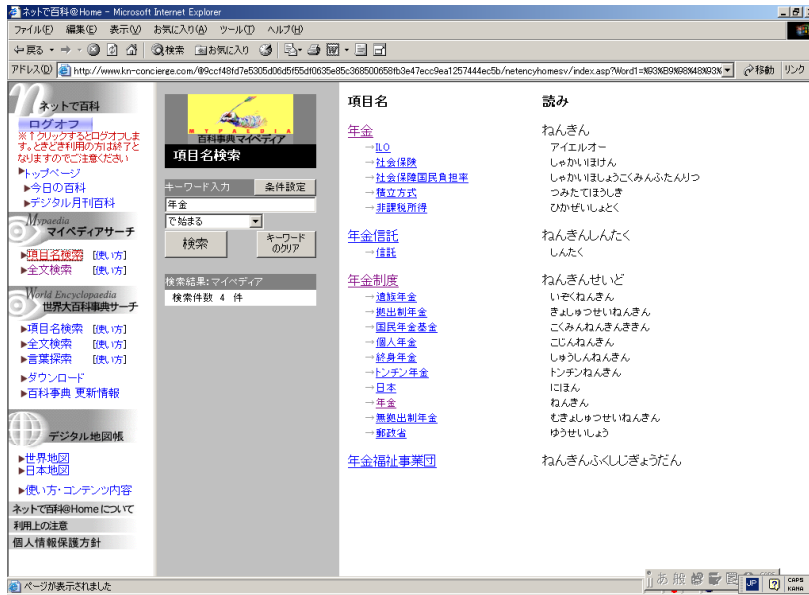 ネットで百科@Home - Microsoft Internet Explorer
ファイル(F) 編集(E) 表示(V) お気に入り(A) ツール(T) ヘルプ(H)
戻る 検索 お気に入り
アドレス(D) http://www.kn-concierge.com/@9ccf48fd7e5305d06d5f55df0635e85c368500658fb3e47ecc9ea1257444ec5b/netencyhomesv/index.asp?Word1=%93%B9%98%48%93% 移動 リンク
ネットで百科
ログオフ
※↑クリックするとログオフしま
す。ときどき利用の方は終了と
なりますのでご注意ください
トップページ
今日の百科
デジタル月刊百科
Mypaedia
マイペディアサーチ
項目名検索 [使い方]
全文検索 [使い方]
World Encyclopaedia
世界大百科事典サーチ
項目名検索 [使い方]
全文検索 [使い方]
言葉探索 [使い方]
ダウンロード
百科事典 更新情報
デジタル地図帳
世界地図
日本地図
使い方・コンテンツ内容
ネットで百科@Home について
利用上の注意
個人情報保護方針
MYPAEDIA
百科事典 マイペディア
項目名検索
キーワード入力 条件設定
年金
で始まる
検索 キーワード
のクリア
検索結果:マイペディア
検索件数 4 件
項目名 読み
年金 ねんきん
→ILO アイエルオー
→社会保険 しゃかいほけん
→社会保障国民負担率 しゃかいほしょうこくみんふたんりつ
→積立方式 つみたてほうしき
→非課税所得 ひかぜいしょとく
年金信託 ねんきんしんたく
→信託 しんたく
年金制度 ねんきんせいど
→遺族年金 いぞくねんきん
→拠出制年金 きょしゅつせいねんきん
→国民年金基金 こくみんねんきんききん
→個人年金 こじんねんきん
→終身年金 しゅうしんねんきん
→トンチン年金 トンチンねんきん
→日本 にほん
→年金 ねんきん
→無拠出制年金 むきょしゅつせいねんきん
→郵政省 ゆうせいしょう
年金福祉事業団 ねんきんふくしじぎょうだん
ページが表示されました
あ 般
JP
CAPS
KANA